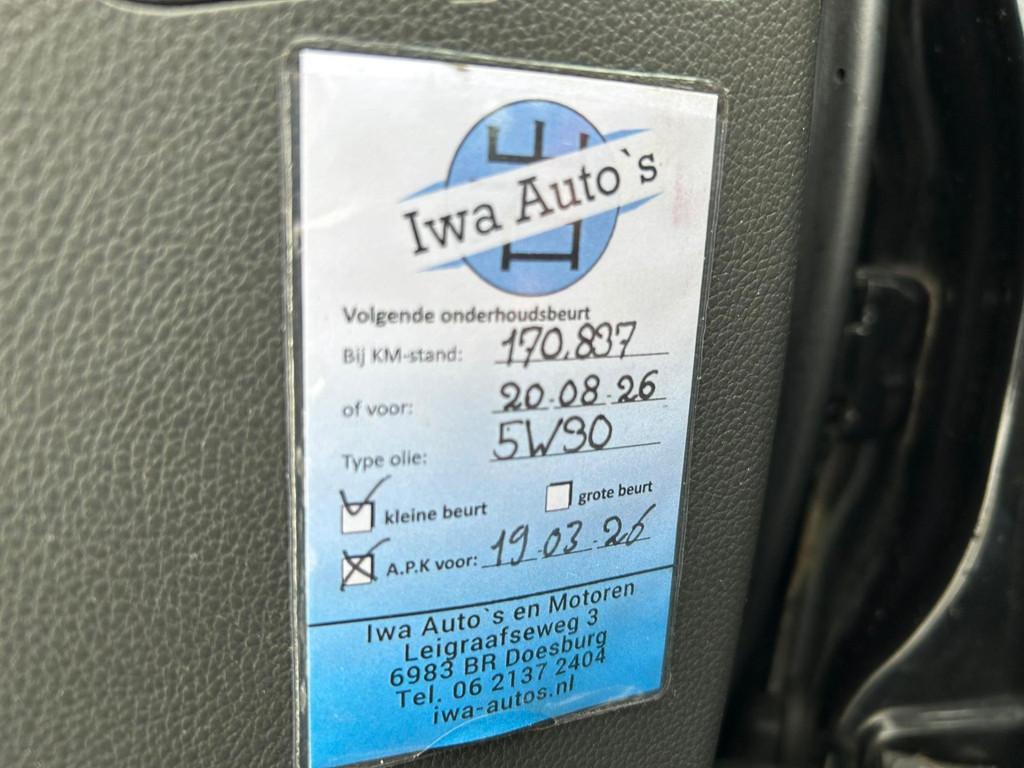 Iwa Auto`s
Volgende onderhoudsbeurt
Bij KM-stand: 170.837
of voor: 20-08-26
Type olie: 5W30
kleine beurt grote beurt
A.P.K voor: 19-03-26
Iwa Auto`s en Motoren
Leigraafseweg 3
6983 BR Doesburg
Tel. 06 2137 2404
iwa-autos.nl